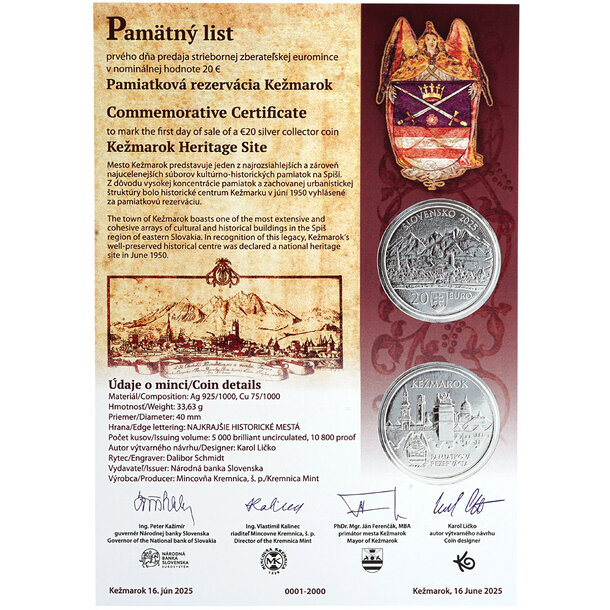 Pamätný list
prvého dňa predaja striebornej zberateľskej euromince
v nominálnej hodnote 20 €
Pamiatková rezervácia Kežmarok
Commemorative Certificate
to mark the first day of sale of a €20 silver collector coin
Kežmarok Heritage Site
Mesto Kežmarok predstavuje jeden z najrozsiahlejších a zároveň
najucelenejších súborov kultúrno-historických pamiatok na Spiši.
Z dôvodu vysokej koncentrácie pamiatok a zachovanej urbanistickej
štruktúry bolo historické centrum Kežmarku v júni 1950 vyhlásené
za pamiatkovú rezerváciu.
The town of Kežmarok boasts one of the most extensive and
cohesive arrays of cultural and historical buildings in the Spiš
region of eastern Slovakia. In recognition of this legacy, Kežmarok's
well-preserved historical centre was declared a national heritage
site in June 1950.
SLOVENSKO 2025
20 EURO
KEŽMAROK
PAMIATKOVÁ
REZERVÁCIA
Údaje o minci/Coin details
Materiál/Composition: Ag 925/1000, Cu 75/1000
Hmotnosť/Weight: 33,63 g
Priemer/Diameter: 40 mm
Hrana/Edge lettering: NAJKRAJŠIE HISTORICKÉ MESTÁ
Počet kusov/Issuing volume: 5 000 brilliant uncirculated, 10 800 proof
Autor výtvarného návrhu/Designer: Karol Ličko
Rytec/Engraver: Dalibor Schmidt
Vydavateľ/Issuer: Národná banka Slovenska
Výrobca/Producer: Mincovňa Kremnica, š. p./Kremnica Mint
Ing. Peter Kažimír
guvernér Národnej banky Slovenska
Governor of the National bank of Slovakia
Ing. Vlastimil Kalinec
riaditeľ Mincovne Kremnica, š. p.
Director of the Kremnica Mint
PhDr. Mgr. Ján Ferenčák, MBA
primátor mesta Kežmarok
Mayor of Kežmarok
Karol Ličko
autor výtvarného návrhu
Coin designer
NÁRODNÁ
BANKA
SLOVENSKA
EUROSYSTÉM
MK
1328
Kežmarok 16. jún 2025
0001-2000
Kežmarok, 16 June 2025